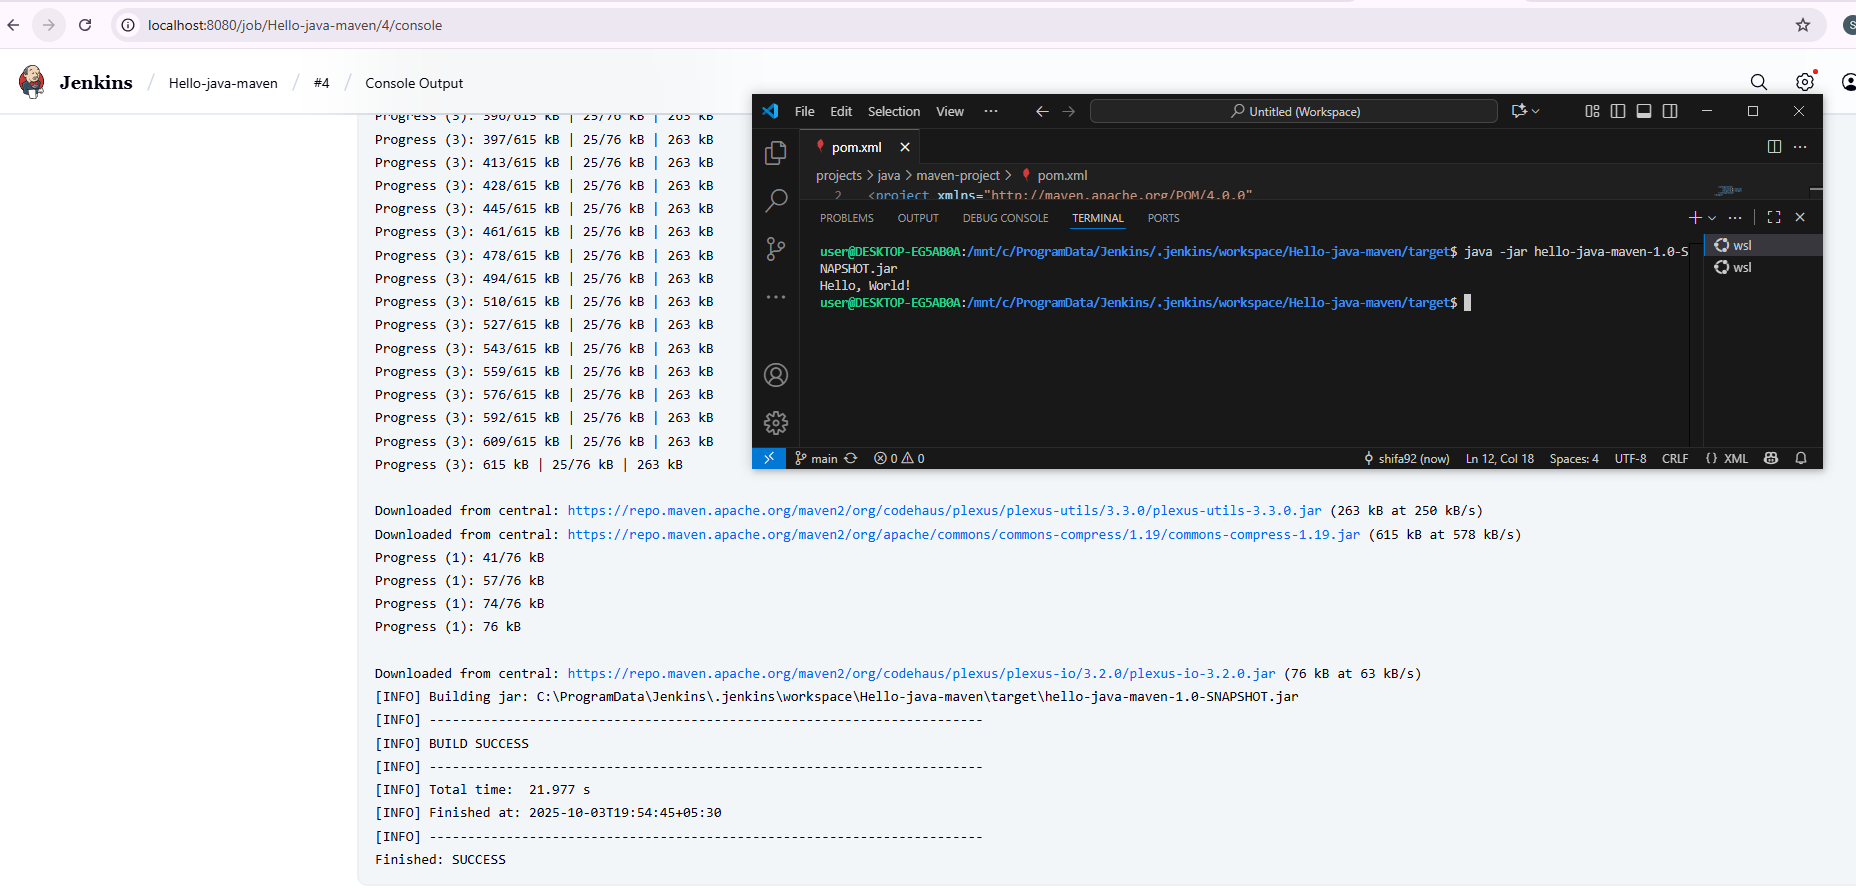 localhost:8080/job/Hello-java-maven/4/console
S
Jenkins / Hello-java-maven / #4 / Console Output
Progress (3): 396/615 kB | 25/76 kB | 263 kB
Progress (3): 397/615 kB | 25/76 kB | 263 kB
Progress (3): 413/615 kB | 25/76 kB | 263 kB
Progress (3): 428/615 kB | 25/76 kB | 263 kB
Progress (3): 445/615 kB | 25/76 kB | 263 kB
Progress (3): 461/615 kB | 25/76 kB | 263 kB
Progress (3): 478/615 kB | 25/76 kB | 263 kB
Progress (3): 494/615 kB | 25/76 kB | 263 kB
Progress (3): 510/615 kB | 25/76 kB | 263 kB
Progress (3): 527/615 kB | 25/76 kB | 263 kB
Progress (3): 543/615 kB | 25/76 kB | 263 kB
Progress (3): 559/615 kB | 25/76 kB | 263 kB
Progress (3): 576/615 kB | 25/76 kB | 263 kB
Progress (3): 592/615 kB | 25/76 kB | 263 kB
Progress (3): 609/615 kB | 25/76 kB | 263 kB
Progress (3): 615 kB | 25/76 kB | 263 kB
Downloaded from central: https://repo.maven.apache.org/maven2/org/codehaus/plexus/plexus-utils/3.3.0/plexus-utils-3.3.0.jar (263 kB at 250 kB/s)
Downloaded from central: https://repo.maven.apache.org/maven2/org/apache/commons/commons-compress/1.19/commons-compress-1.19.jar (615 kB at 578 kB/s)
Progress (1): 41/76 kB
Progress (1): 57/76 kB
Progress (1): 74/76 kB
Progress (1): 76 kB
Downloaded from central: https://repo.maven.apache.org/maven2/org/codehaus/plexus/plexus-io/3.2.0/plexus-io-3.2.0.jar (76 kB at 63 kB/s)
[INFO] Building jar: C:\ProgramData\Jenkins\.jenkins\workspace\Hello-java-maven\target\hello-java-maven-1.0-SNAPSHOT.jar
[INFO] ------------------------------------------------------------------------
[INFO] BUILD SUCCESS
[INFO] ------------------------------------------------------------------------
[INFO] Total time:  21.977 s
[INFO] Finished at: 2025-10-03T19:54:45+05:30
[INFO] ------------------------------------------------------------------------
Finished: SUCCESS
File Edit Selection View ··· Untitled (Workspace)
pom.xml
projects > java > maven-project > pom.xml
2 <project xmlns="http://maven.apache.org/POM/4.0.0"
PROBLEMS OUTPUT DEBUG CONSOLE TERMINAL PORTS
user@DESKTOP-EG5AB0A:/mnt/c/ProgramData/Jenkins/.jenkins/workspace/Hello-java-maven/target$ java -jar hello-java-maven-1.0-S
NAPSHOT.jar
Hello, World!
user@DESKTOP-EG5AB0A:/mnt/c/ProgramData/Jenkins/.jenkins/workspace/Hello-java-maven/target$
wsl
wsl
main 0 0 shifa92 (now) Ln 12, Col 18 Spaces: 4 UTF-8 CRLF {} XML